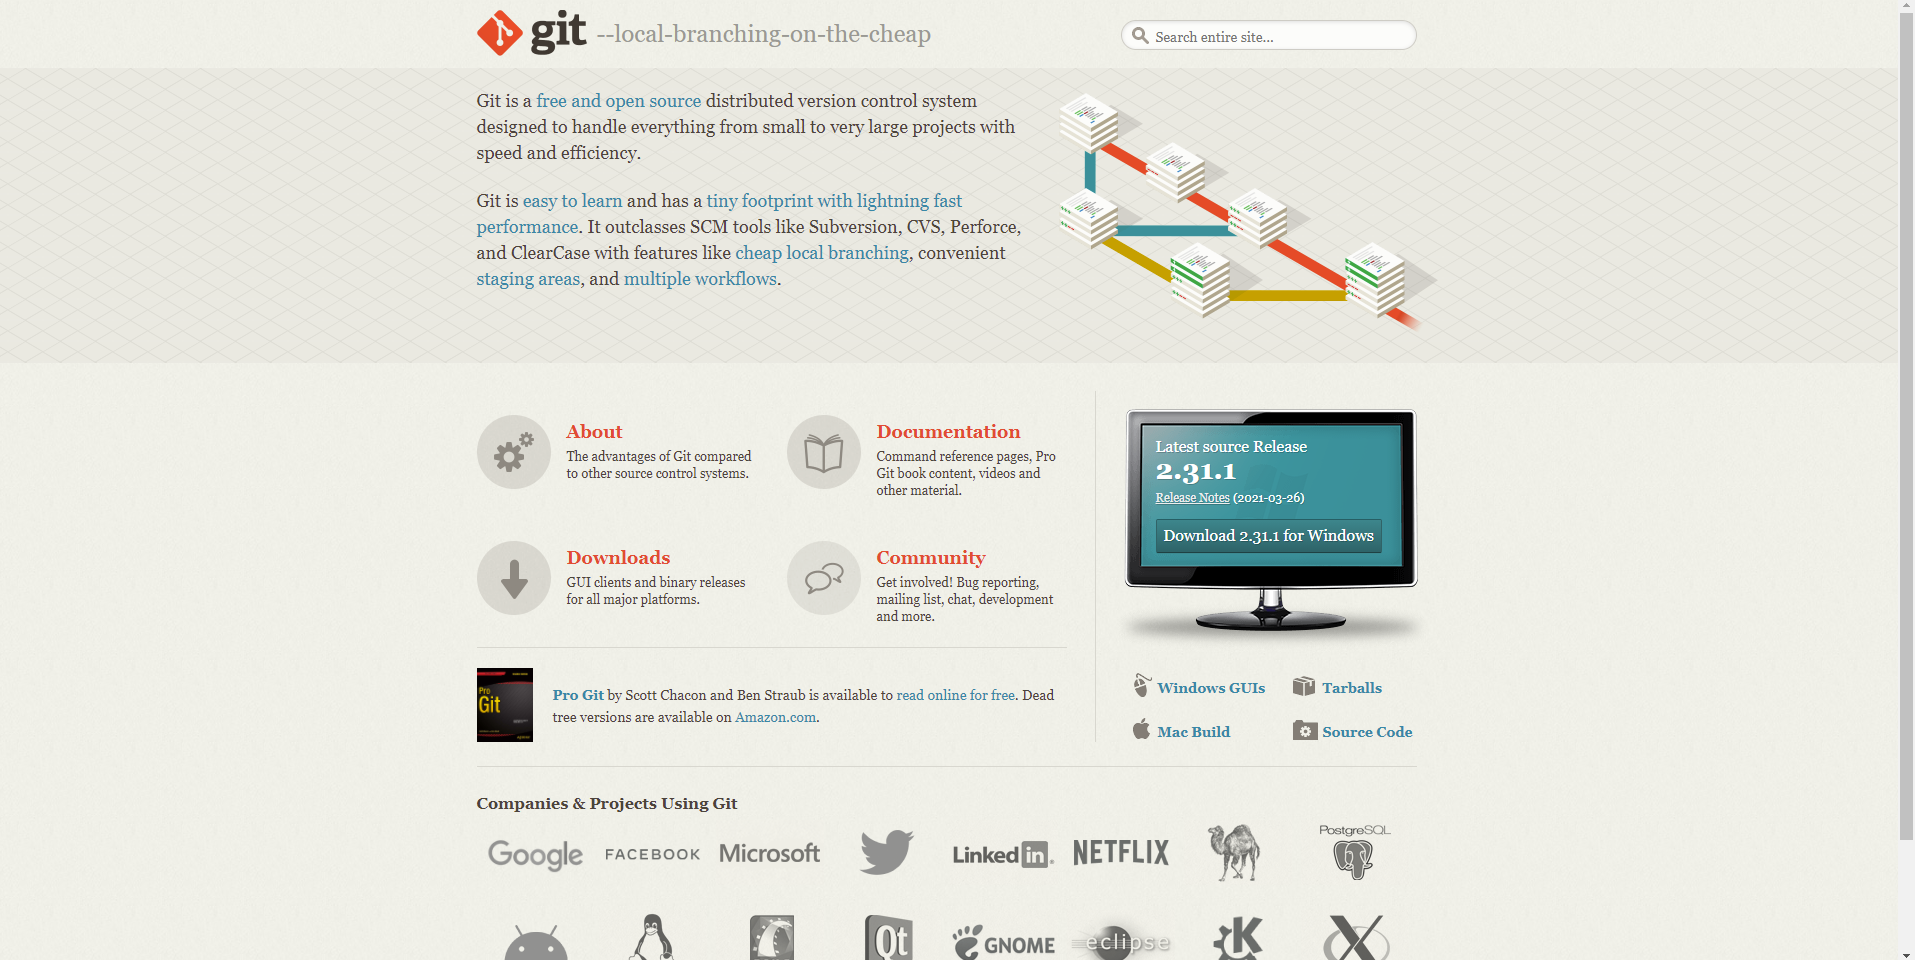 git --local-branching-on-the-cheap
Search entire site...
Git is a free and open source distributed version control system
designed to handle everything from small to very large projects with
speed and efficiency.
Git is easy to learn and has a tiny footprint with lightning fast
performance. It outclasses SCM tools like Subversion, CVS, Perforce,
and ClearCase with features like cheap local branching, convenient
staging areas, and multiple workflows.
About
The advantages of Git compared
to other source control systems.
Documentation
Command reference pages, Pro
Git book content, videos and
other material.
Downloads
GUI clients and binary releases
for all major platforms.
Community
Get involved! Bug reporting,
mailing list, chat, development
and more.
Latest source Release
2.31.1
Release Notes (2021-03-26)
Download 2.31.1 for Windows
Pro
Git
Pro Git by Scott Chacon and Ben Straub is available to read online for free. Dead
tree versions are available on Amazon.com.
Windows GUIs
Tarballs
Mac Build
Source Code
Companies & Projects Using Git
Google FACEBOOK Microsoft LinkedIn NETFLIX PostgreSQL
Qt GNOME eclipse K X